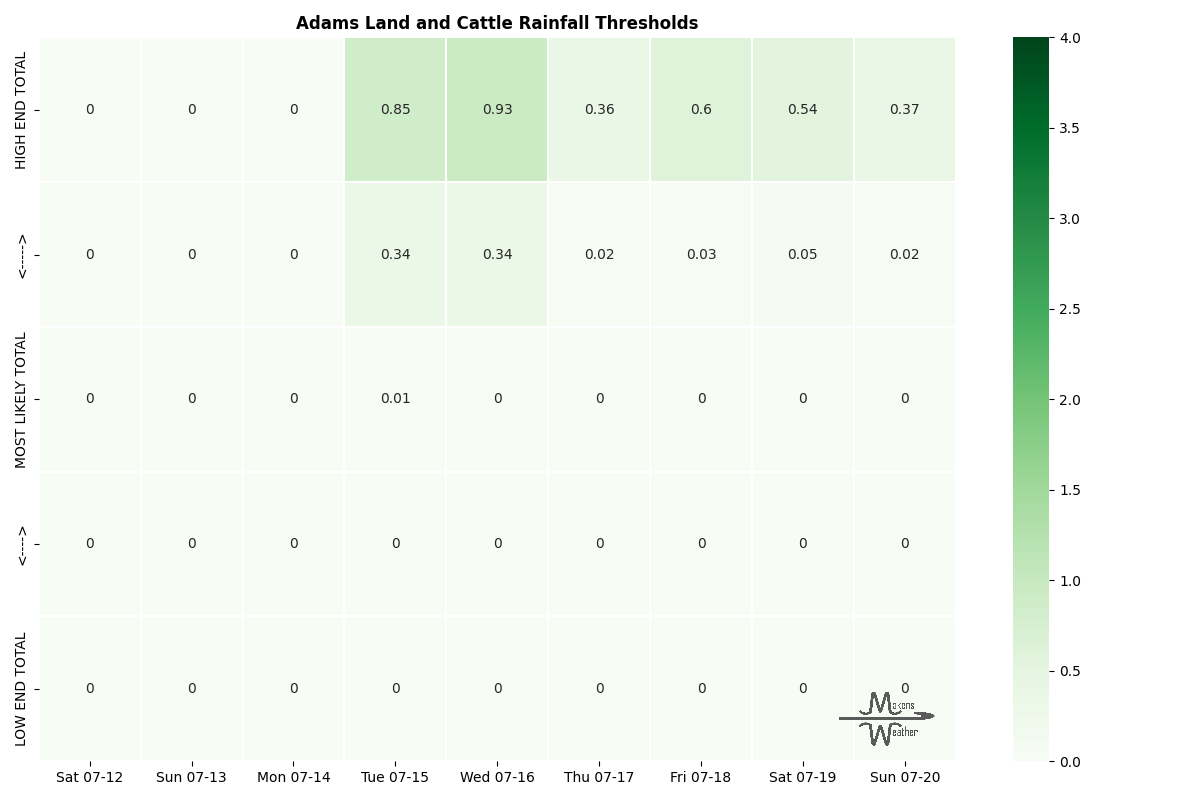 Adams Land and Cattle Rainfall Thresholds
HIGH END TOTAL
0 0 0 0.85 0.93 0.36 0.6 0.54 0.37
<----->
0 0 0 0.34 0.34 0.02 0.03 0.05 0.02
MOST LIKELY TOTAL
0 0 0 0.01 0 0 0 0 0
<---->
0 0 0 0 0 0 0 0 0
LOW END TOTAL
0 0 0 0 0 0 0 0 0
Makens
Weather
Sat 07-12 Sun 07-13 Mon 07-14 Tue 07-15 Wed 07-16 Thu 07-17 Fri 07-18 Sat 07-19 Sun 07-20
4.0
3.5
3.0
2.5
2.0
1.5
1.0
0.5
0.0